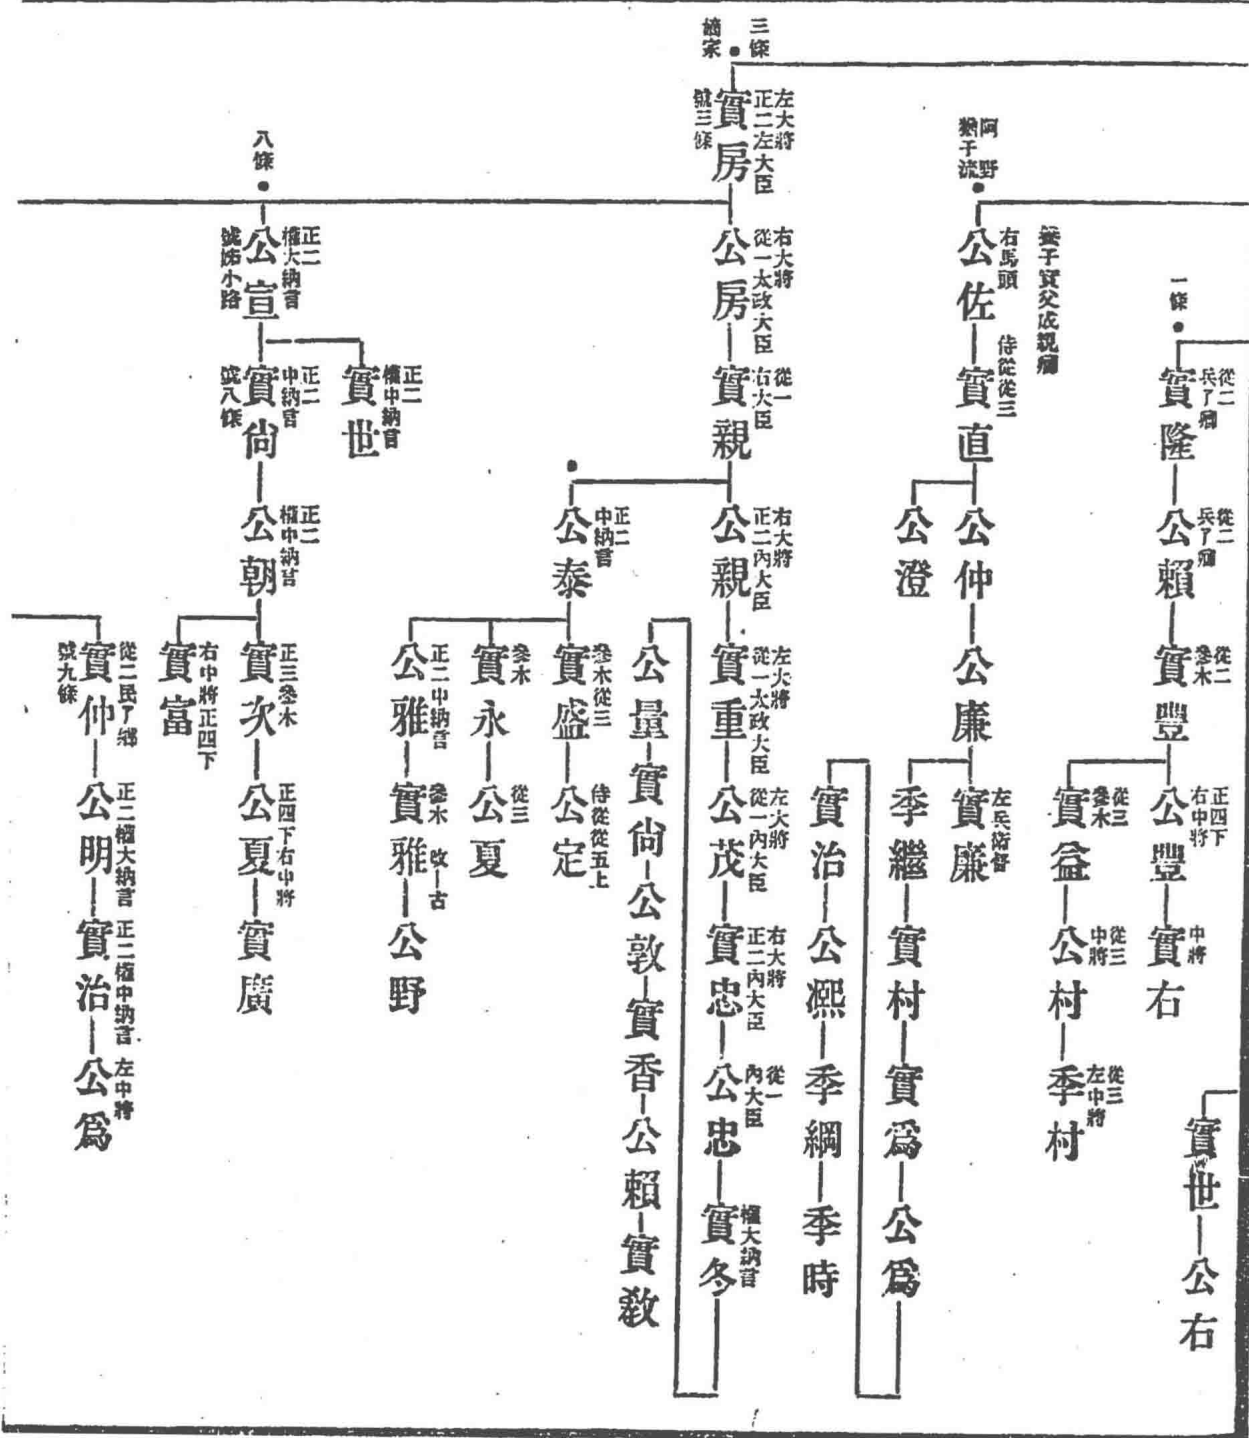 一條
從二
兵了卿
實隆
從二
兵了卿
公賴
從二
參木
實豐
正四下
右中將
公豐
中將
實右
從三
參木
實益
從三
中將
公村
從三
左中將
季村
實世
公右
阿野
猶子流
養子實父成親卿
右馬頭
公佐
侍從從三
實直
公仲
公廉
左兵衛督
實廉
季繼
實村
實爲
公爲
實治
公凞
季綱
季時
公澄
三條
嫡家
左大將
正二左大臣
實房
號三條
右大將
從一太政大臣
公房
從一
右大臣
實親
右大將
正二內大臣
公親
左大將
從一太政大臣
實重
左大將
從一內大臣
公茂
右大將
正二內大臣
實忠
從一
內大臣
公忠
權大納言
實冬
公量
實尙
公敦
實香
公賴
實敎
正二
中納言
公泰
參木從三
實盛
侍從從五上
公定
參木
實永
從三
公夏
正二中納言
公雅
參木 改一古
實雅
公野
八條
正二
權大納言
公宣
號姊小路
正二
權中納言
實世
正二
中納言
實尙
號八條
正二
權中納言
公朝
正三參木
實次
正四下右中將
公夏
實廣
右中將正四下
實富
從二民了卿
實仲
號九條
正二權大納言
公明
正二權中納言
實治
左中將
公爲